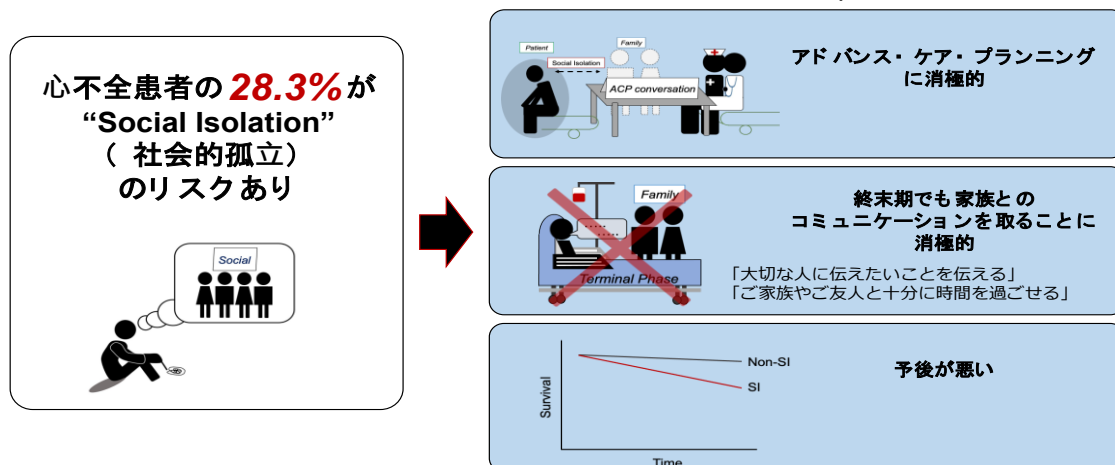 心不全患者の 28.3% が
“Social Isolation”
( 社会的孤立)
のリスクあり
Social
Patient
Family
Social Isolation
ACP conversation
アドバンス・ケア・プランニング
に消極的
Family
Terminal Phase
終末期でも家族との
コミュニケーションを取ることに
消極的
「大切な人に伝えたいことを伝える」
「ご家族やご友人と十分に時間を過ごせる」
Survival
Non-SI
SI
Time
予後が悪い